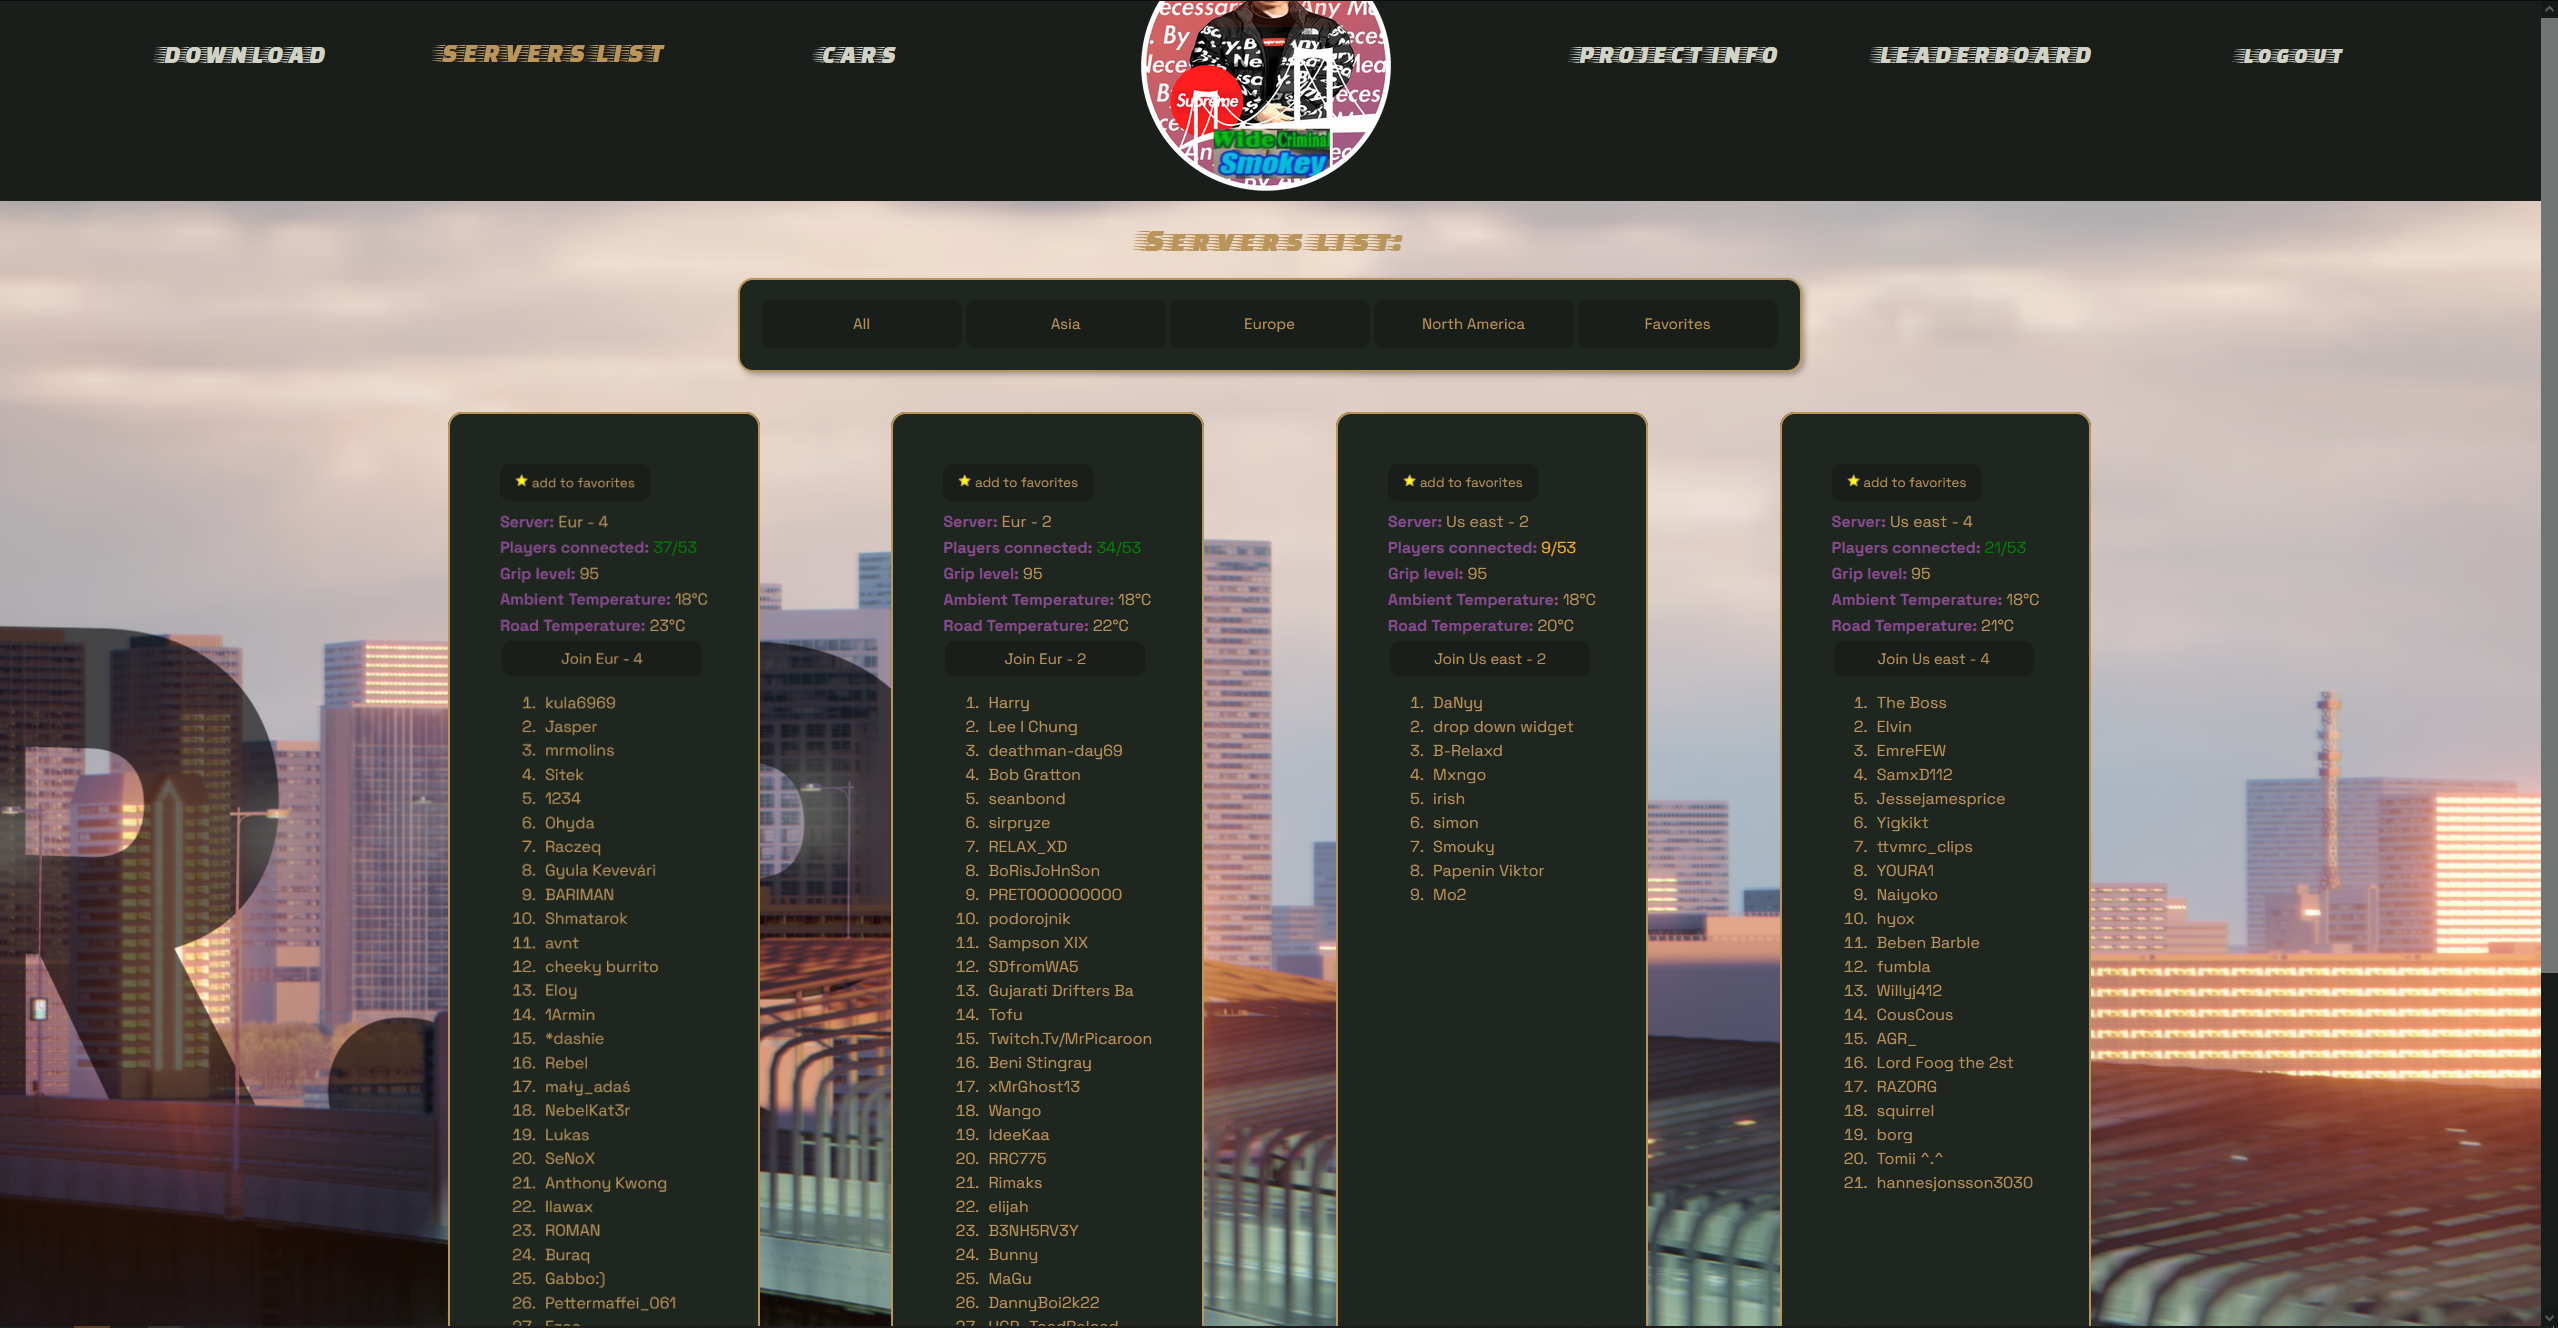 DOWNLOAD
SERVERS LIST
CARS
PROJECT INFO
LEADERBOARD
LOGOUT
Supreme
Wide Criminal
Smokey
SERVERS LIST:
All
Asia
Europe
North America
Favorites
add to favorites
Server: Eur - 4
Players connected: 37/53
Grip level: 95
Ambient Temperature: 18°C
Road Temperature: 23°C
Join Eur - 4
1. kula6969
2. Jasper
3. mrmolins
4. Sitek
5. 1234
6. Ohyda
7. Raczeq
8. Gyula Kevevári
9. BARIMAN
10. Shmatarok
11. avnt
12. cheeky burrito
13. Eloy
14. 1Armin
15. *dashie
16. Rebel
17. mały_adaś
18. NebelKat3r
19. Lukas
20. SeNoX
21. Anthony Kwong
22. Ilawax
23. ROMAN
24. Buraq
25. Gabbo:)
26. Pettermaffei_061
add to favorites
Server: Eur - 2
Players connected: 34/53
Grip level: 95
Ambient Temperature: 18°C
Road Temperature: 22°C
Join Eur - 2
1. Harry
2. Lee I Chung
3. deathman-day69
4. Bob Gratton
5. seanbond
6. sirpryze
7. RELAX_XD
8. BoRisJoHnSon
9. PRETOOOOOOOOO
10. podorojnik
11. Sampson XIX
12. SDfromWA5
13. Gujarati Drifters Ba
14. Tofu
15. Twitch.Tv/MrPicaroon
16. Beni Stingray
17. xMrGhost13
18. Wango
19. IdeeKaa
20. RRC775
21. Rimaks
22. elijah
23. B3NH5RV3Y
24. Bunny
25. MaGu
26. DannyBoi2k22
add to favorites
Server: Us east - 2
Players connected: 9/53
Grip level: 95
Ambient Temperature: 18°C
Road Temperature: 20°C
Join Us east - 2
1. DaNyy
2. drop down widget
3. B-Relaxd
4. Mxngo
5. irish
6. simon
7. Smouky
8. Papenin Viktor
9. Mo2
add to favorites
Server: Us east - 4
Players connected: 21/53
Grip level: 95
Ambient Temperature: 18°C
Road Temperature: 21°C
Join Us east - 4
1. The Boss
2. Elvin
3. EmreFEW
4. SamxD112
5. Jessejamesprice
6. Yigkikt
7. ttvmrc_clips
8. YOURA1
9. Naiyoko
10. hyox
11. Beben Barble
12. fumbla
13. Willyj412
14. CousCous
15. AGR_
16. Lord Foog the 2st
17. RAZORG
18. squirrel
19. borg
20. Tomii ^.^
21. hannesjonsson3030